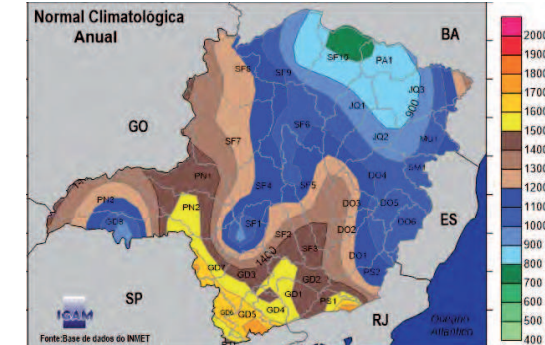 Normal Climatológica
Anual
BA
GO
ES
SP
RJ
Oceano
Atlântico
SF10
PA1
SF8
SF9
JQ3
JQ1
900
JQ2
MU1
SF6
SF7
SM1
PN1
SF4
SF5
DO4
PN2
DO3
DO5
SF1
SF2
DO2
DO6
GD8
1400
SF3
DO1
PS2
GD7
GD3
GD2
GD1
PS1
GD6
GD5
GD4
IGAM
Fonte:Base de dados do INMET
2000
1900
1800
1700
1600
1500
1400
1300
1200
1100
1000
900
800
700
600
500
400